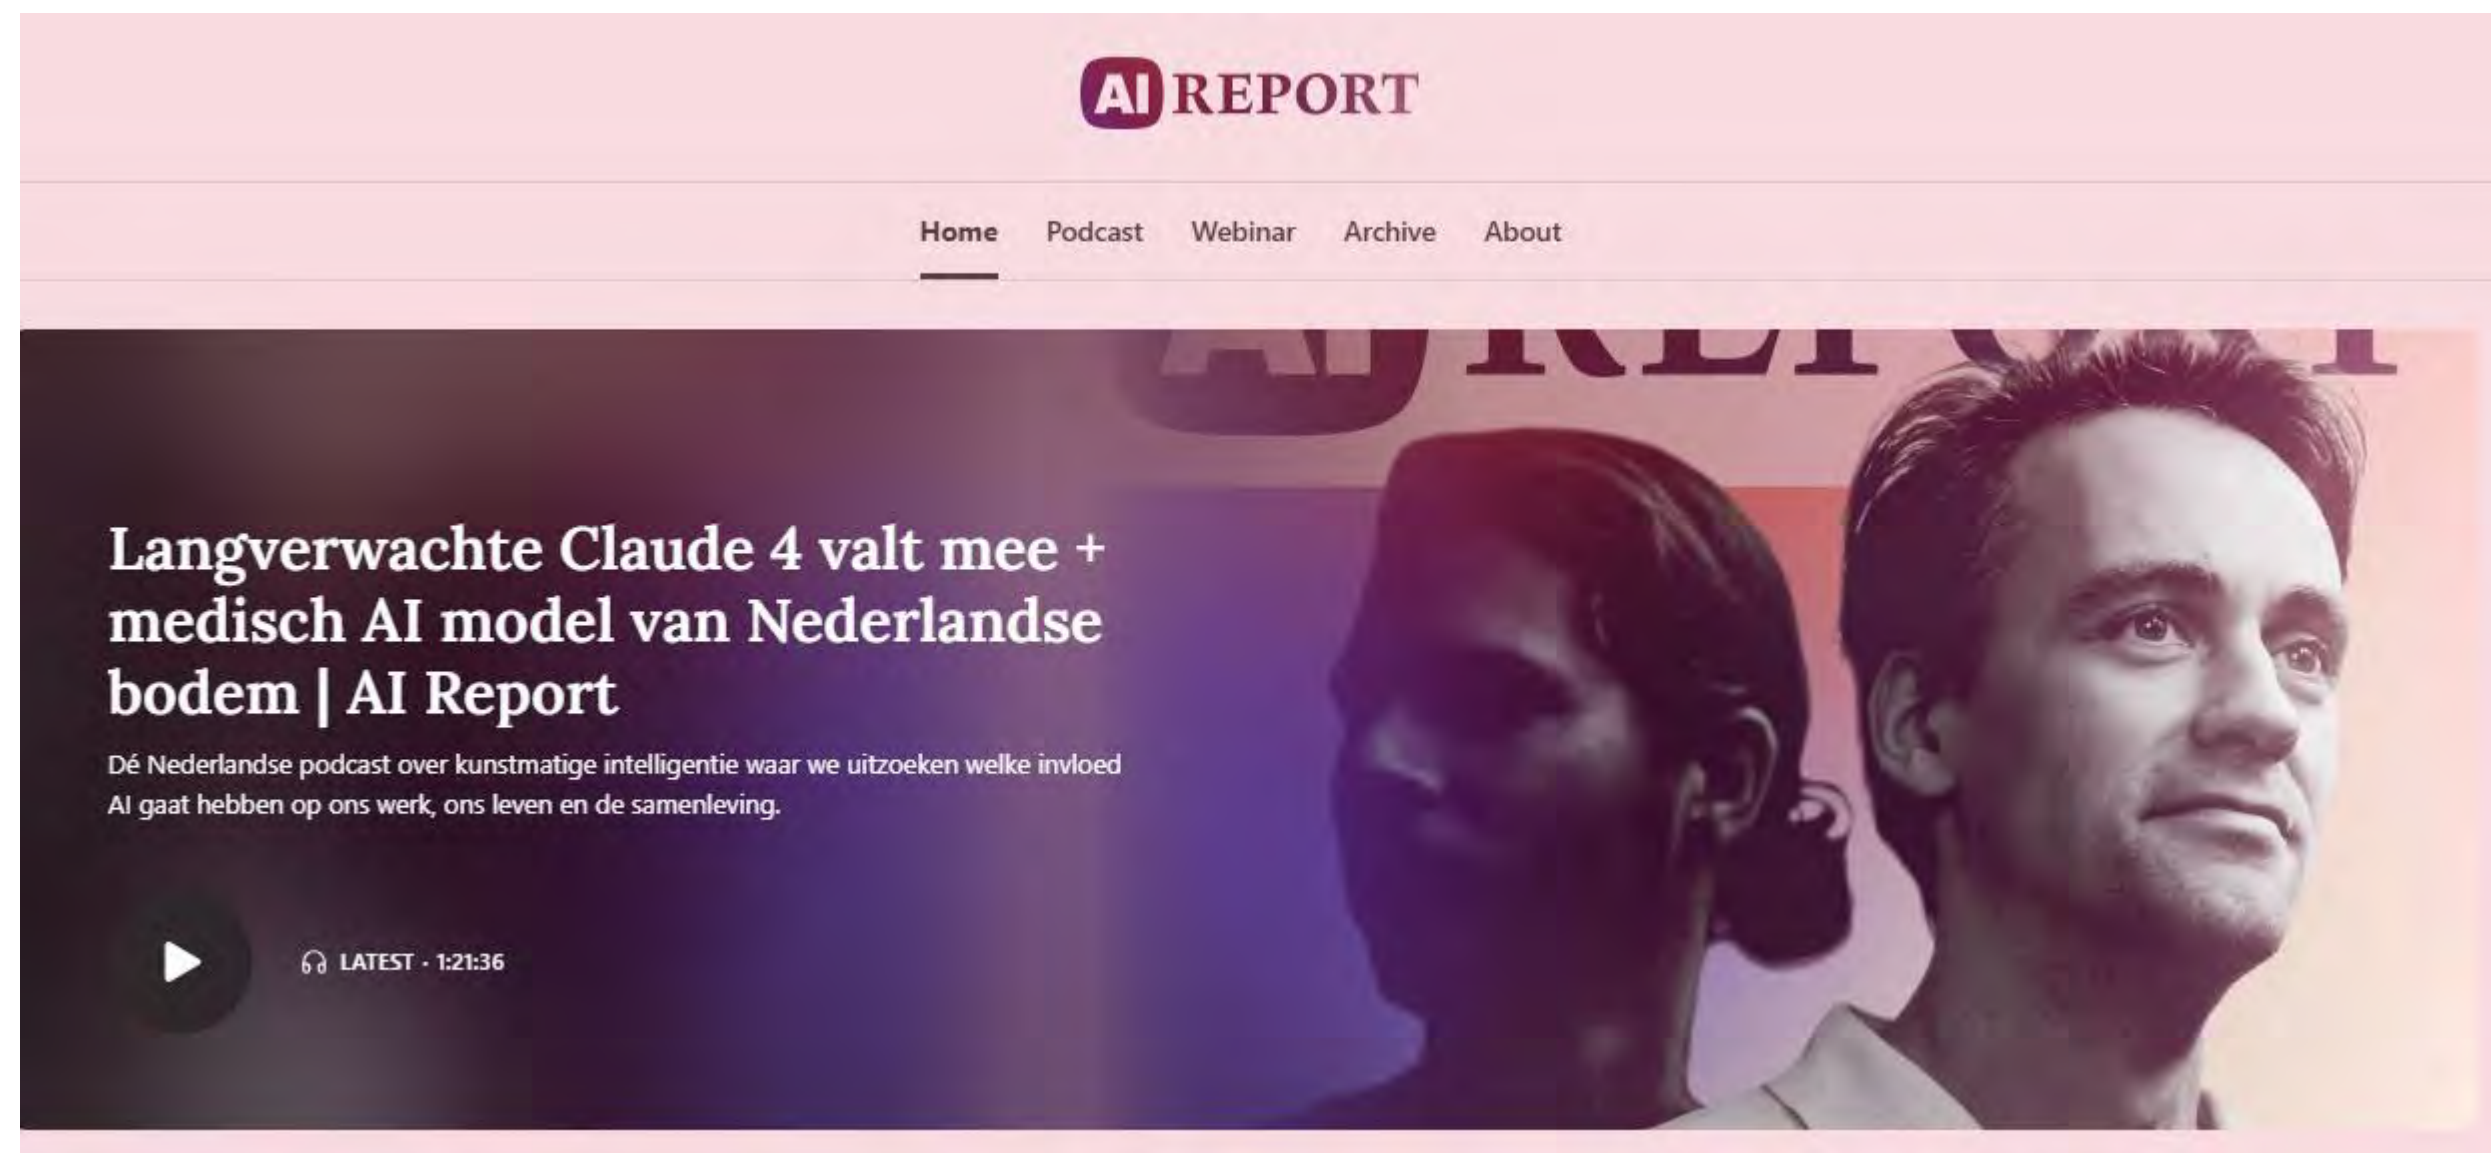 AI REPORT
Home Podcast Webinar Archive About
AI REPORT
Langverwachte Claude 4 valt mee +
medisch AI model van Nederlandse
bodem | AI Report
Dé Nederlandse podcast over kunstmatige intelligentie waar we uitzoeken welke invloed
AI gaat hebben op ons werk, ons leven en de samenleving.
LATEST · 1:21:36